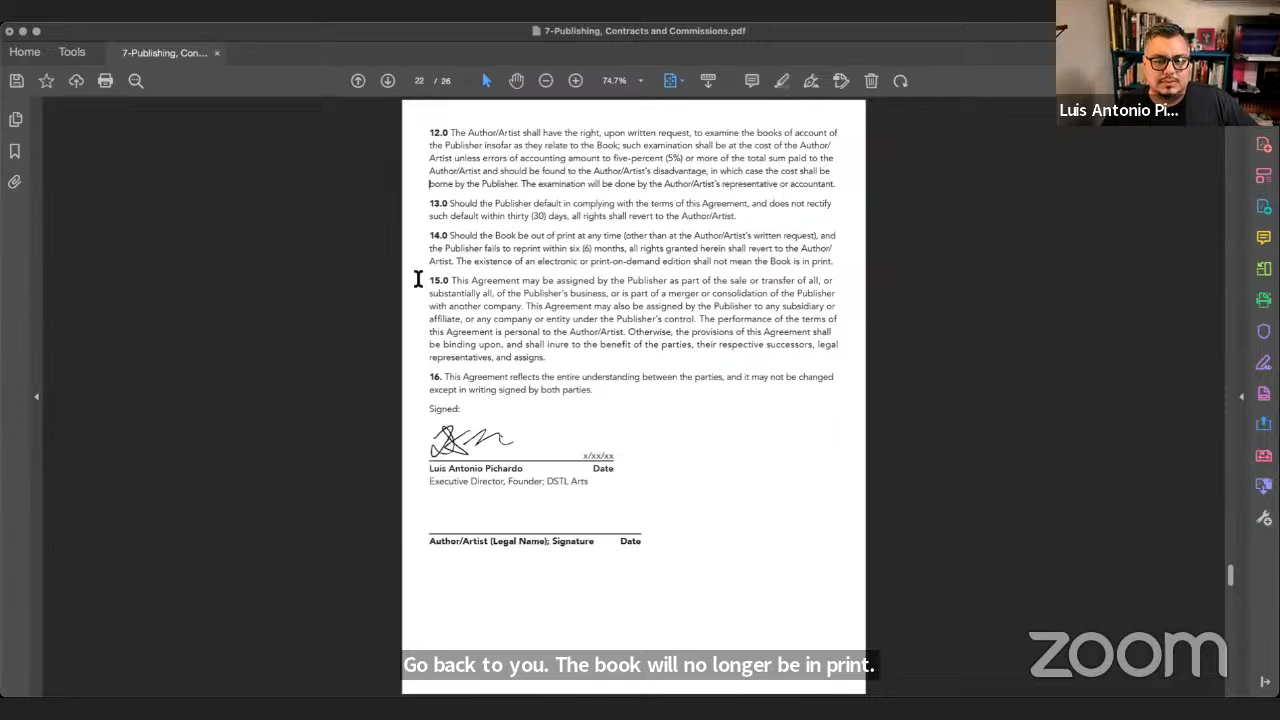 7-Publishing, Contracts and Commissions.pdf
Home
Tools
7-Publishing, Con...
×
22 / 26
74.7%
Luis Antonio Pi...
12.0 The Author/Artist shall have the right, upon written request, to examine the books of account of
the Publisher insofar as they relate to the Book; such examination shall be at the cost of the Author/
Artist unless errors of accounting amount to five-percent (5%) or more of the total sum paid to the
Author/Artist and should be found to the Author/Artist's disadvantage, in which case the cost shall be
borne by the Publisher. The examination will be done by the Author/Artist's representative or accountant.
13.0 Should the Publisher default in complying with the terms of this Agreement, and does not rectify
such default within thirty (30) days, all rights shall revert to the Author/Artist.
14.0 Should the Book be out of print at any time (other than at the Author/Artist's written request), and
the Publisher fails to reprint within six (6) months, all rights granted herein shall revert to the Author/
Artist. The existence of an electronic or print-on-demand edition shall not mean the Book is in print.
15.0 This Agreement may be assigned by the Publisher as part of the sale or transfer of all, or
substantially all, of the Publisher's business, or is part of a merger or consolidation of the Publisher
with another company. This Agreement may also be assigned by the Publisher to any subsidiary or
affiliate, or any company or entity under the Publisher's control. The performance of the terms of
this Agreement is personal to the Author/Artist. Otherwise, the provisions of this Agreement shall
be binding upon, and shall inure to the benefit of the parties, their respective successors, legal
representatives, and assigns.
16. This Agreement reflects the entire understanding between the parties, and it may not be changed
except in writing signed by both parties.
Signed:
x/xx/xx
Luis Antonio Pichardo Date
Executive Director, Founder; DSTL Arts
Author/Artist (Legal Name); Signature Date
Go back to you. The book will no longer be in print.
zoom